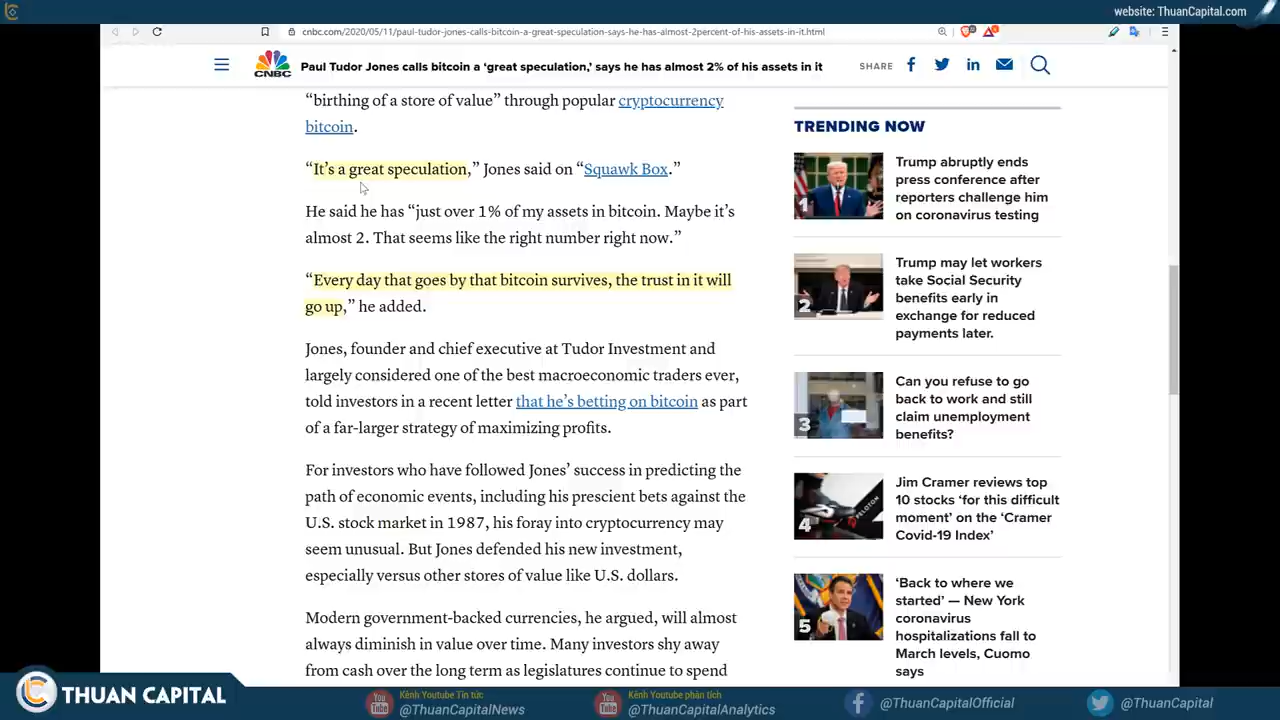 website: ThuanCapital.com
cnbc.com/2020/05/11/paul-tudor-jones-calls-bitcoin-a-great-speculation-says-he-has-almost-2percent-of-his-assets-in-it.html
CNBC
Paul Tudor Jones calls bitcoin a ‘great speculation,’ says he has almost 2% of his assets in it
SHARE
“birthing of a store of value” through popular cryptocurrency
bitcoin.
“It’s a great speculation,” Jones said on “Squawk Box.”
He said he has “just over 1% of my assets in bitcoin. Maybe it’s
almost 2. That seems like the right number right now.”
“Every day that goes by that bitcoin survives, the trust in it will
go up,” he added.
Jones, founder and chief executive at Tudor Investment and
largely considered one of the best macroeconomic traders ever,
told investors in a recent letter that he’s betting on bitcoin as part
of a far-larger strategy of maximizing profits.
For investors who have followed Jones’ success in predicting the
path of economic events, including his prescient bets against the
U.S. stock market in 1987, his foray into cryptocurrency may
seem unusual. But Jones defended his new investment,
especially versus other stores of value like U.S. dollars.
Modern government-backed currencies, he argued, will almost
always diminish in value over time. Many investors shy away
from cash over the long term as legislatures continue to spend
TRENDING NOW
1
Trump abruptly ends
press conference after
reporters challenge him
on coronavirus testing
2
Trump may let workers
take Social Security
benefits early in
exchange for reduced
payments later.
3
Can you refuse to go
back to work and still
claim unemployment
benefits?
4
PELOTON
Jim Cramer reviews top
10 stocks ‘for this difficult
moment’ on the ‘Cramer
Covid-19 Index’
5
‘Back to where we
started’ — New York
coronavirus
hospitalizations fall to
March levels, Cuomo
says
THUAN CAPITAL
You Tube
Kênh Youtube Tin tức
@ThuanCapitalNews
You Tube
Kênh Youtube phân tích
@ThuanCapitalAnalytics
@ThuanCapitalOfficial
@ThuanCapital